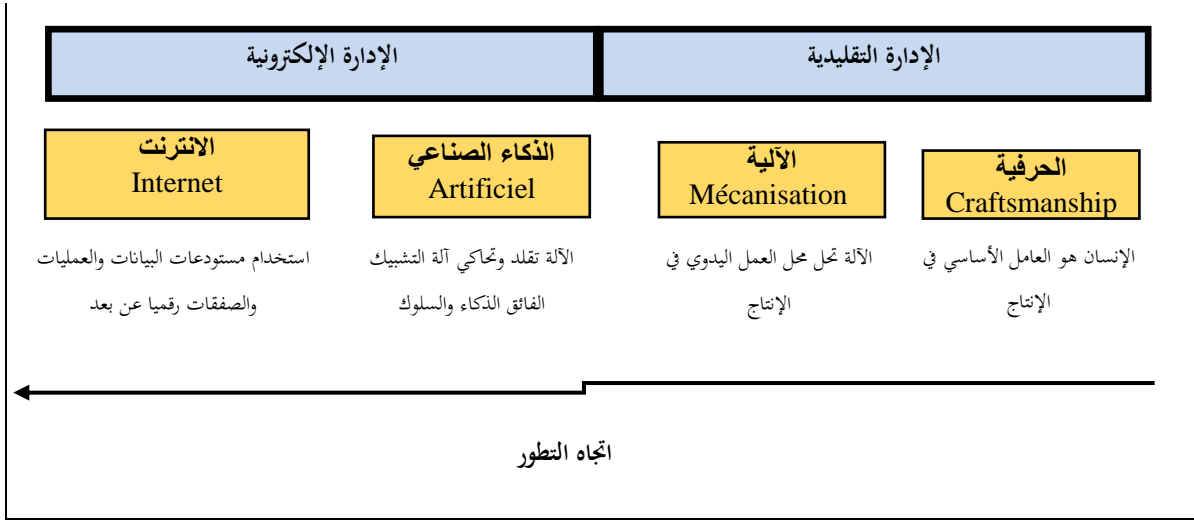 الإدارة التقليدية
الإدارة الإلكترونية
الحرفية
Craftsmanship
الإنسان هو العامل الأساسي في
الإنتاج
الآلية
Mécanisation
الآلة تحل محل العمل اليدوي في
الإنتاج
الذكاء الصناعي
Artificiel
الآلة تقلد وتحاكي آلة التشبيك
الفائق الذكاء والسلوك
الانترنت
Internet
استخدام مستودعات البيانات والعمليات
والصفقات رقميا عن بعد
اتجاه التطور